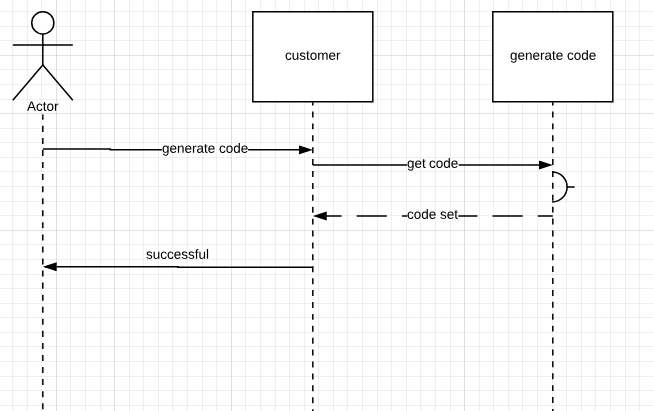 customer
generate code
Actor
generate code
get code
code set
successful